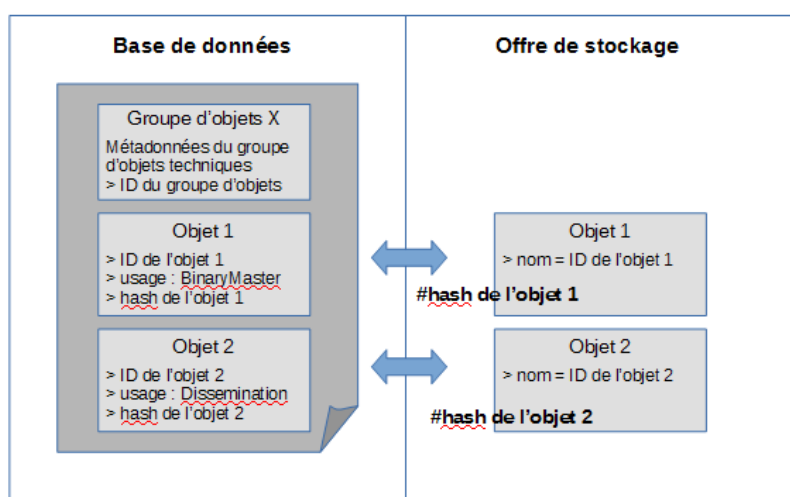 Base de données
Groupe d'objets X
Métadonnées du groupe
d'objets techniques
> ID du groupe d'objets
Objet 1
> ID de l'objet 1
> usage : BinaryMaster
> hash de l'objet 1
Objet 2
> ID de l'objet 2
> usage : Dissemination
> hash de l'objet 2
Offre de stockage
Objet 1
> nom = ID de l'objet 1
#hash de l'objet 1
Objet 2
> nom = ID de l'objet 2
#hash de l'objet 2